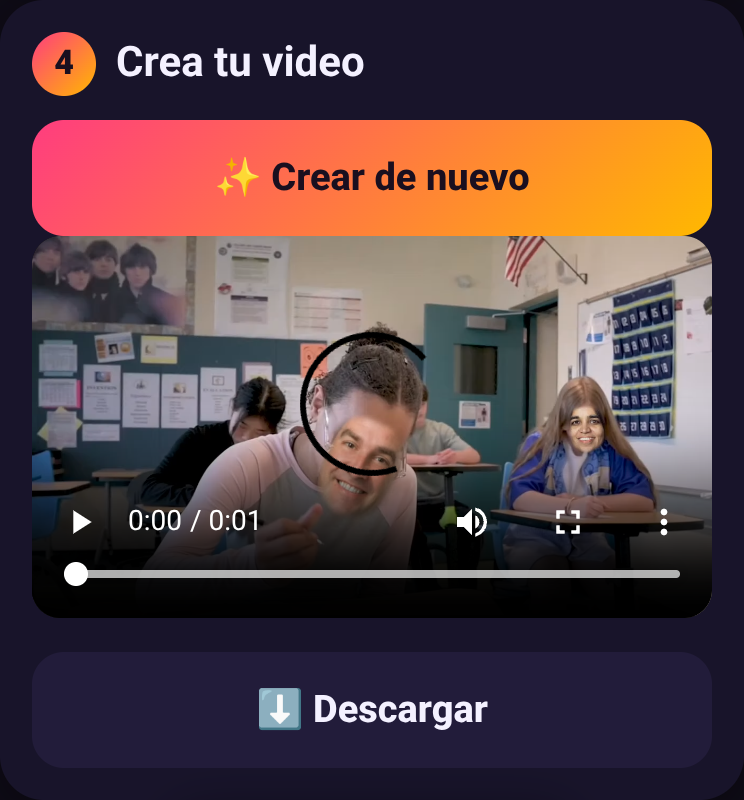 4
Crea tu video
✨ Crear de nuevo
0:00 / 0:01
⬇️ Descargar